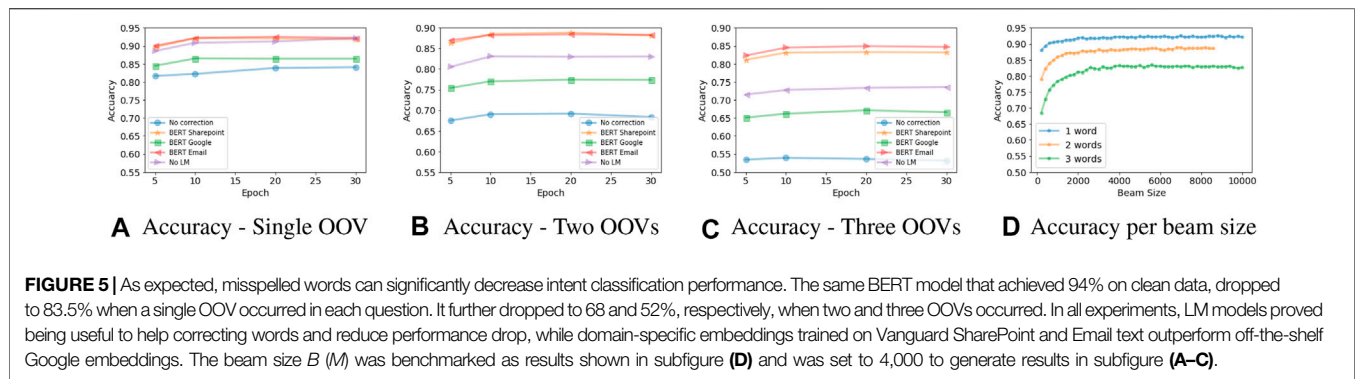 0.95
0.90
0.85
0.80
0.75
0.70
0.65
0.60
0.55
Accuarcy
No correction
BERT Sharepoint
BERT Google
BERT Email
No LM
5 10 15 20 25 30
Epoch
A Accuracy - Single OOV
0.90
0.85
0.80
0.75
0.70
0.65
0.60
0.55
Accuarcy
No correction
BERT Sharepoint
BERT Google
BERT Email
No LM
5 10 15 20 25 30
Epoch
B Accuracy - Two OOVs
0.90
0.85
0.80
0.75
0.70
0.65
0.60
0.55
0.50
Accuarcy
No correction
BERT Sharepoint
BERT Google
BERT Email
No LM
5 10 15 20 25 30
Epoch
C Accuracy - Three OOVs
0.95
0.90
0.85
0.80
0.75
0.70
0.65
0.60
0.55
0.50
Accuarcy
1 word
2 words
3 words
0 2000 4000 6000 8000 10000
Beam Size
D Accuracy per beam size
FIGURE 5 | As expected, misspelled words can significantly decrease intent classification performance. The same BERT model that achieved 94% on clean data, dropped
to 83.5% when a single OOV occurred in each question. It further dropped to 68 and 52%, respectively, when two and three OOVs occurred. In all experiments, LM models proved
being useful to help correcting words and reduce performance drop, while domain-specific embeddings trained on Vanguard SharePoint and Email text outperform off-the-shelf
Google embeddings. The beam size B (M) was benchmarked as results shown in subfigure (D) and was set to 4,000 to generate results in subfigure (A–C).